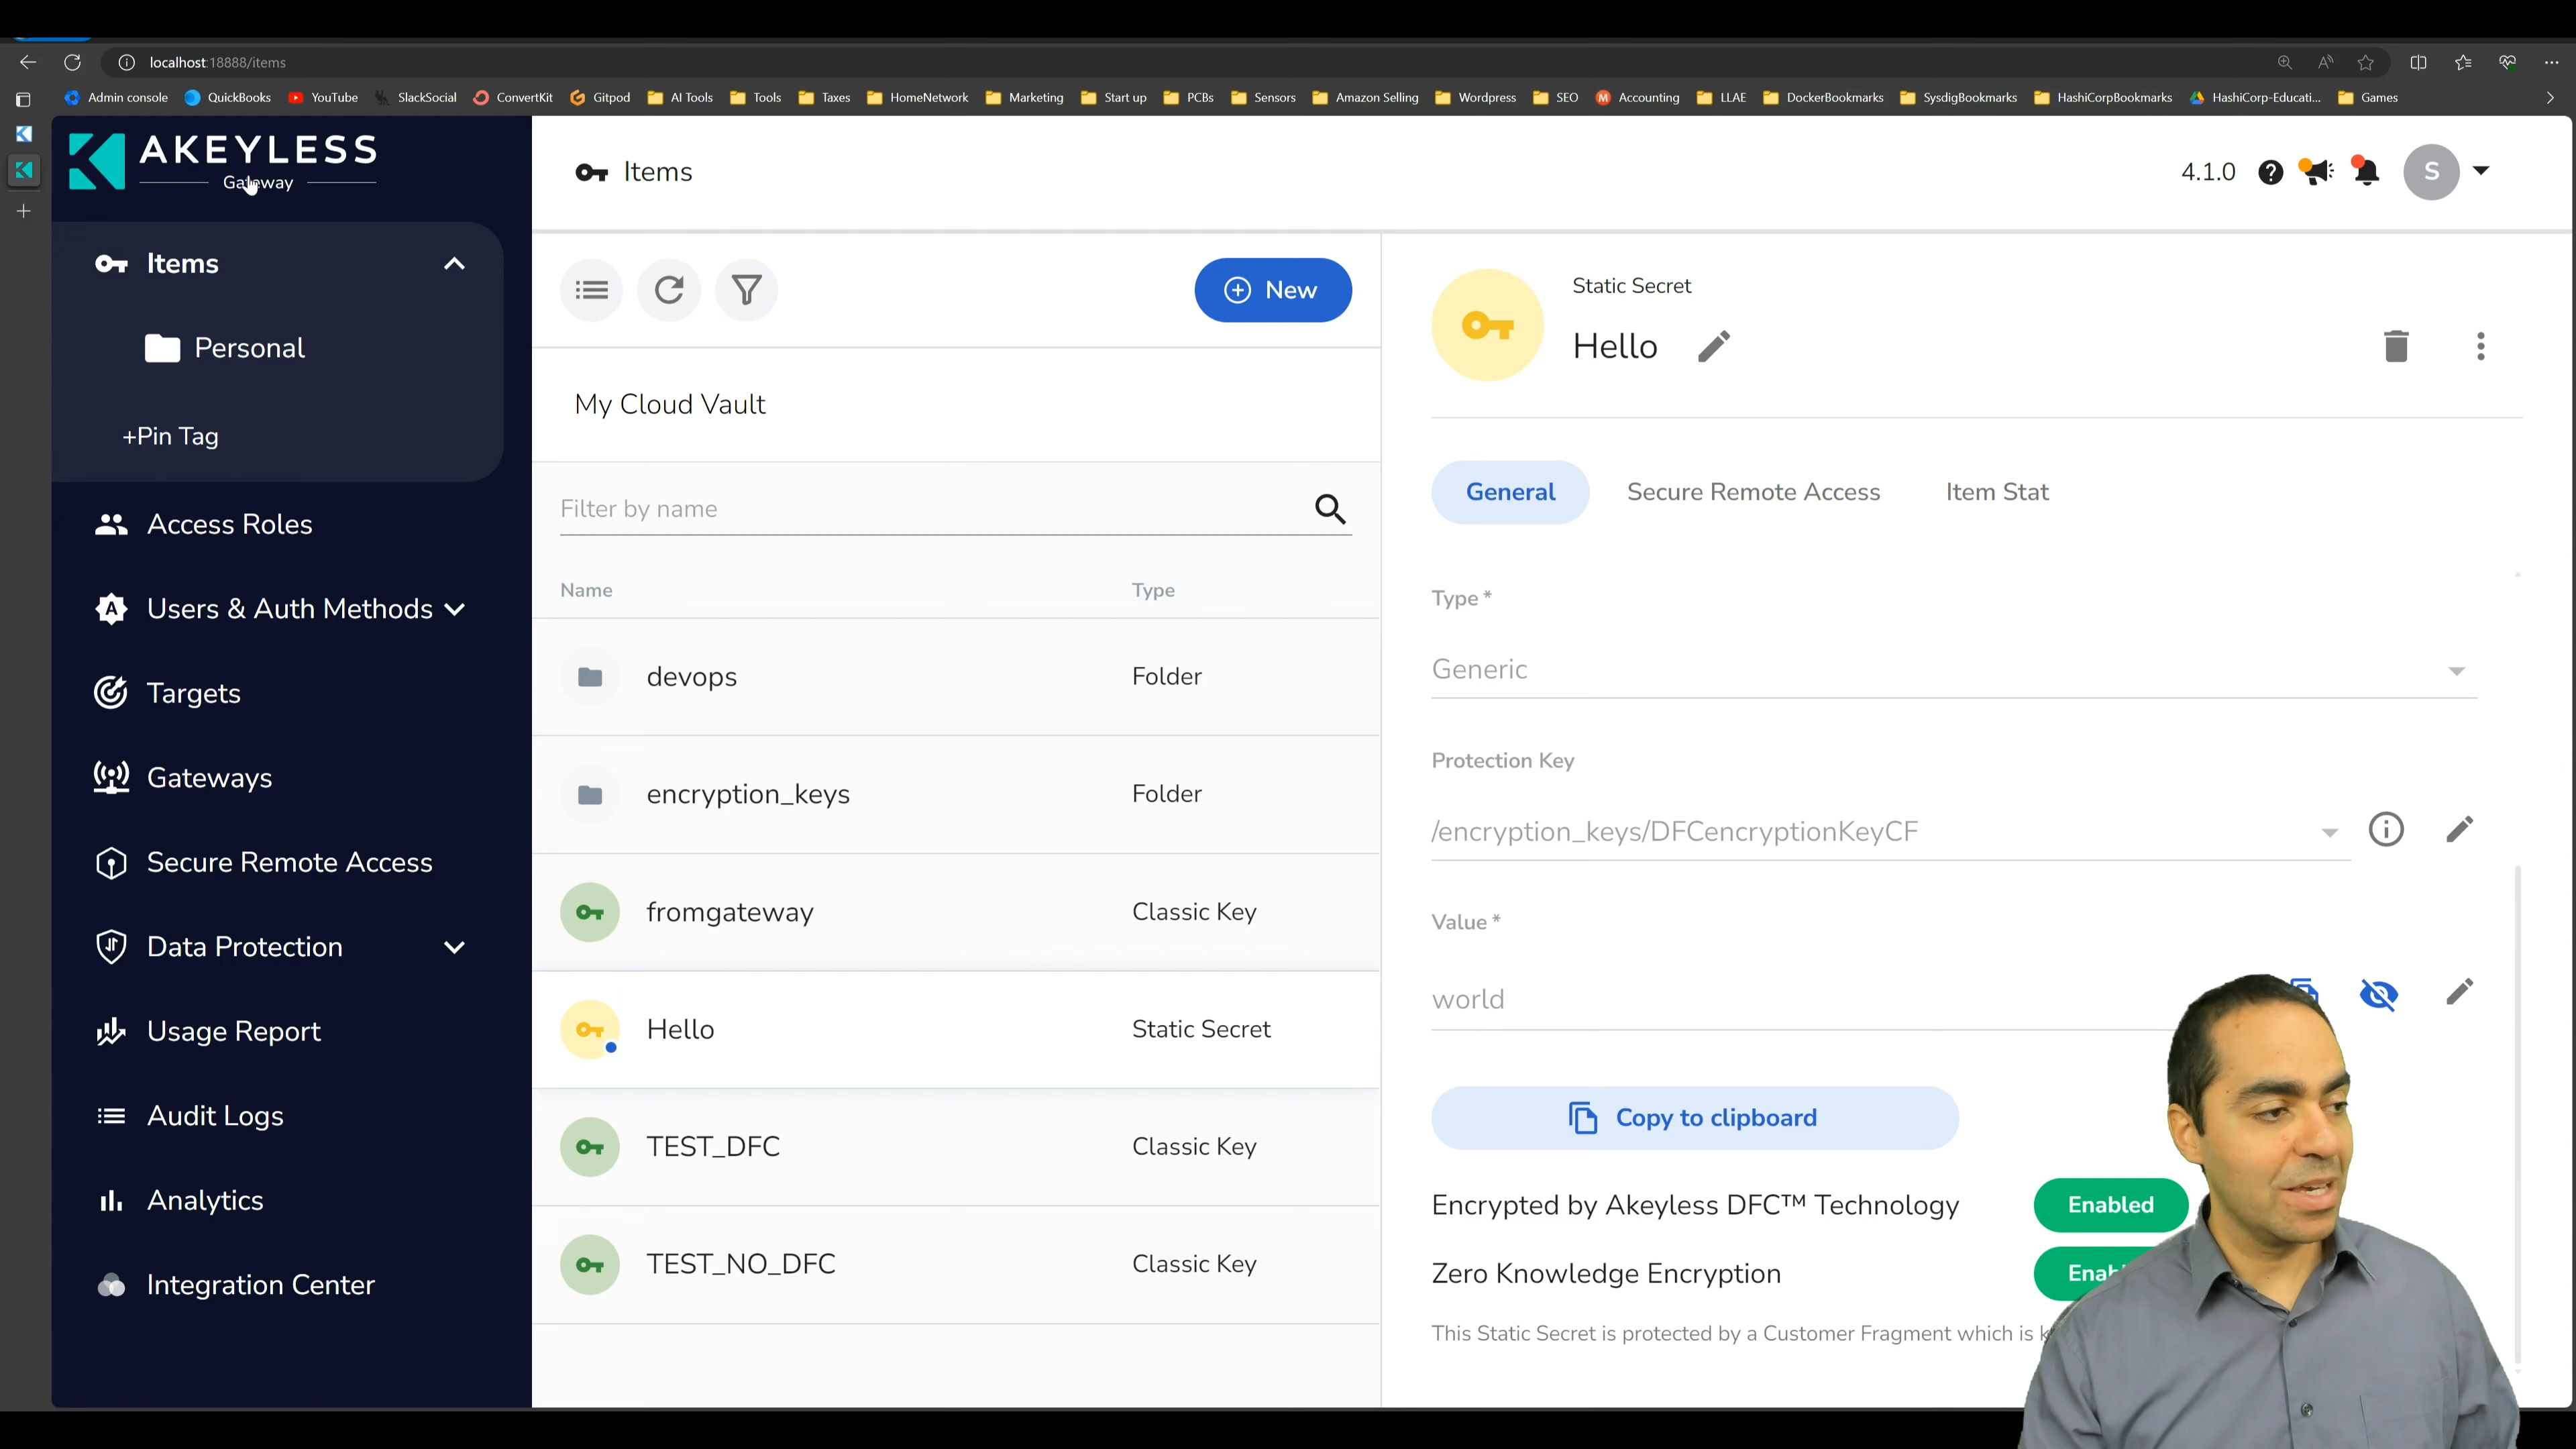 localhost:18888/items
Admin console QuickBooks YouTube SlackSocial ConvertKit Gitpod AI Tools Tools Taxes HomeNetwork Marketing Start up PCBs Sensors Amazon Selling Wordpress SEO Accounting LLAE DockerBookmarks SysdigBookmarks HashiCorpBookmarks HashiCorp-Educati... Games
AKEYLESS
Gateway
Items
4.1.0
S
Items
Personal
+Pin Tag
Access Roles
Users & Auth Methods
Targets
Gateways
Secure Remote Access
Data Protection
Usage Report
Audit Logs
Analytics
Integration Center
New
My Cloud Vault
Filter by name
Name Type
devops Folder
encryption_keys Folder
fromgateway Classic Key
Hello Static Secret
TEST_DFC Classic Key
TEST_NO_DFC Classic Key
Static Secret
Hello
General Secure Remote Access Item Stat
Type *
Generic
Protection Key
/encryption_keys/DFCencryptionKeyCF
Value *
world
Copy to clipboard
Encrypted by Akeyless DFC™ Technology Enabled
Zero Knowledge Encryption
This Static Secret is protected by a Customer Fragment which is